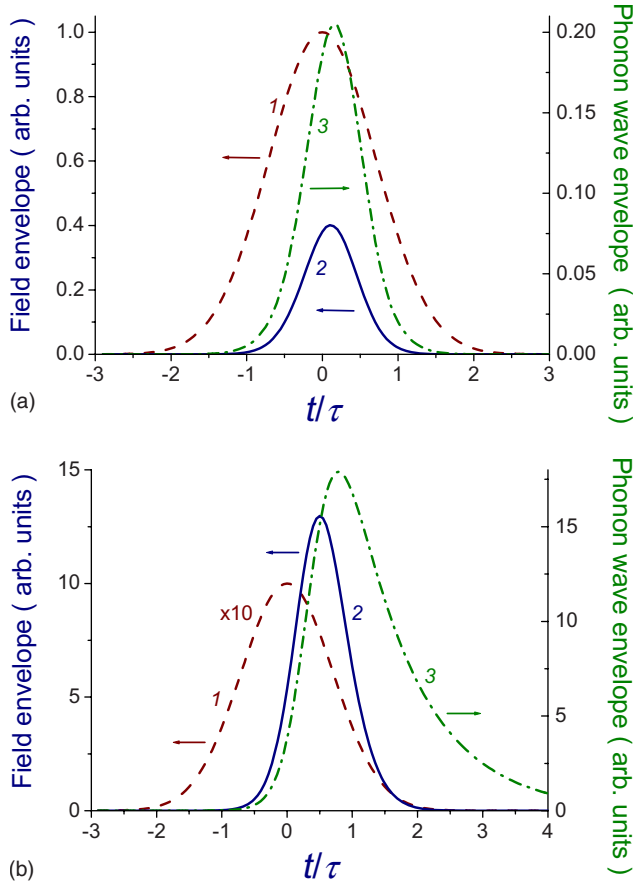 Field envelope ( arb. units )
1.0
0.8
0.6
0.4
0.2
0.0
1
3
2
0.20
0.15
0.10
0.05
0.00
Phonon wave envelope ( arb. units )
-3 -2 -1 0 1 2 3
(a)
t/τ
Field envelope ( arb. units )
15
10
5
0
x10
1
2
3
15
10
5
0
Phonon wave envelope ( arb. units )
-3 -2 -1 0 1 2 3 4
(b)
t/τ